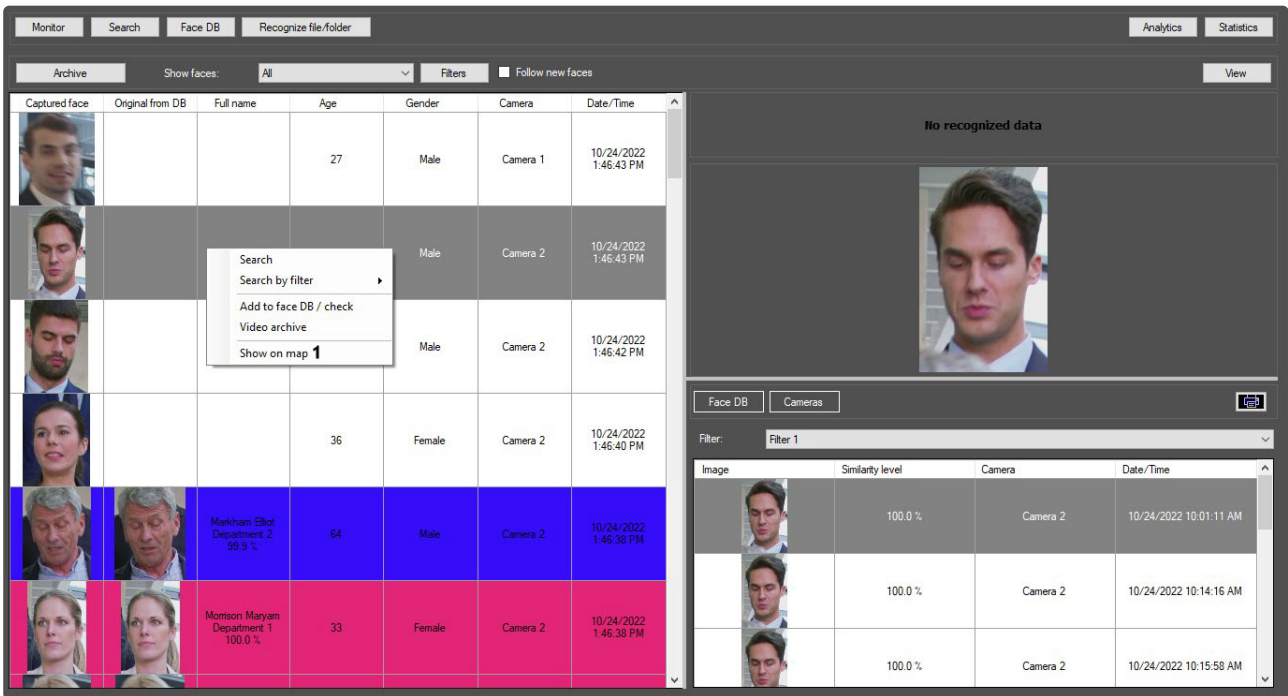 Monitor Search Face DB Recognize file/folder Analytics Statistics
Archive Show faces: All Filters Follow new faces View
Captured face Original from DB Full name Age Gender Camera Date/Time
27 Male Camera 1 10/24/2022
1:46:43 PM
Male Camera 2 10/24/2022
1:46:43 PM
Search
Search by filter
Add to face DB / check
Video archive
Show on map 1
Male Camera 2 10/24/2022
1:46:42 PM
36 Female Camera 2 10/24/2022
1:46:40 PM
Markham Elliot
Department 2
99.9 %
64 Male Camera 2 10/24/2022
1:46:38 PM
Morrison Maryam
Department 1
100.0 %
33 Female Camera 2 10/24/2022
1:46:38 PM
No recognized data
Face DB Cameras
Filter: Filter 1
Image Similarity level Camera Date/Time
100.0 % Camera 2 10/24/2022 10:01:11 AM
100.0 % Camera 2 10/24/2022 10:14:16 AM
100.0 % Camera 2 10/24/2022 10:15:58 AM